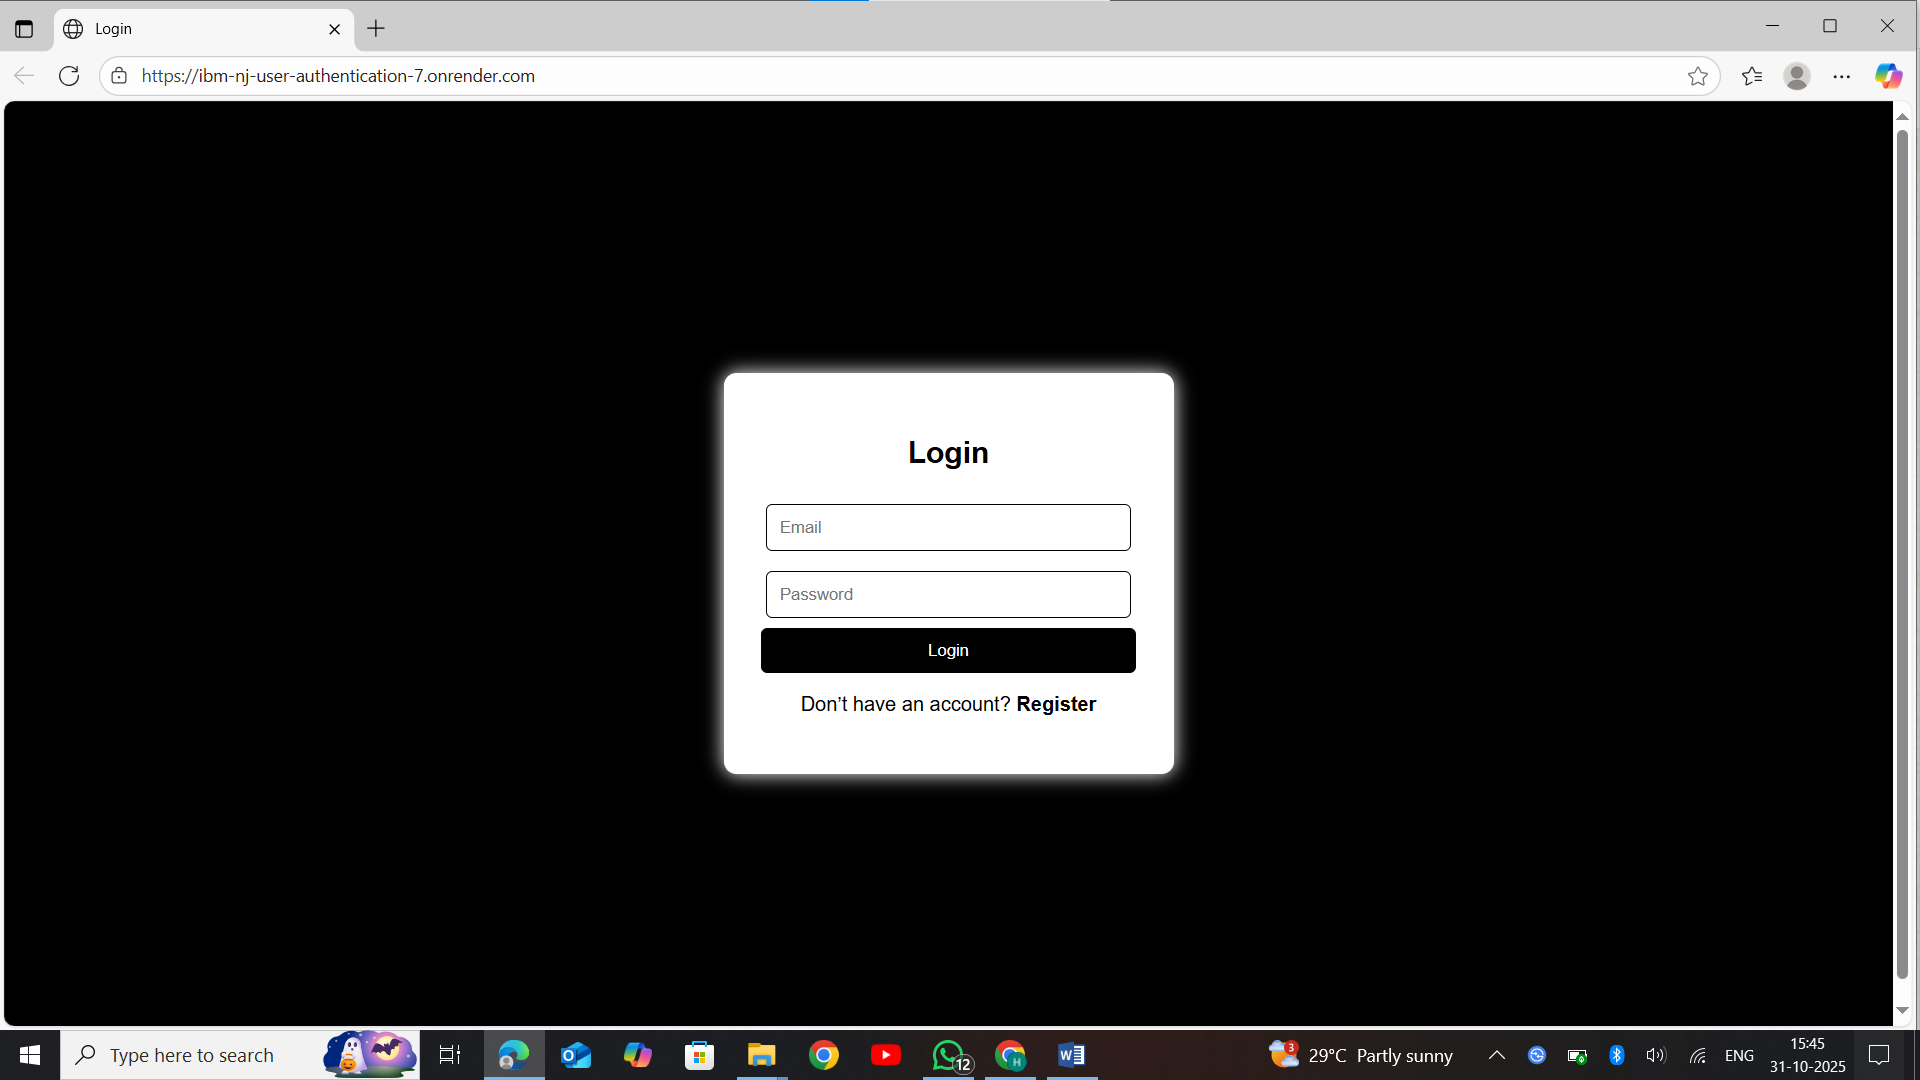 Login
https://ibm-nj-user-authentication-7.onrender.com
Login
Email
Password
Login
Don’t have an account? Register
Type here to search
12
H
3
29°C Partly sunny
ENG
15:45
31-10-2025